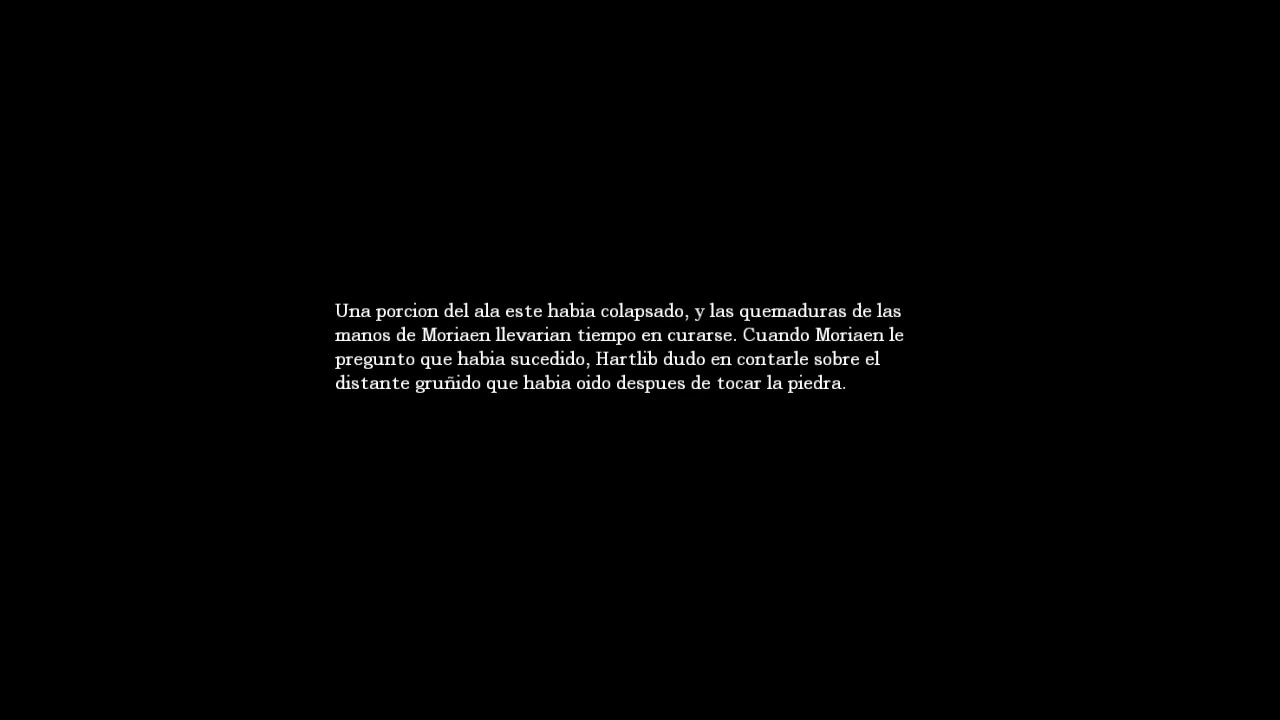 Una porcion del ala este habia colapsado, y las quemaduras de las
manos de Moriaen llevarian tiempo en curarse. Cuando Moriaen le
pregunto que habia sucedido, Hartlib dudo en contarle sobre el
distante gruñido que habia oido despues de tocar la piedra.